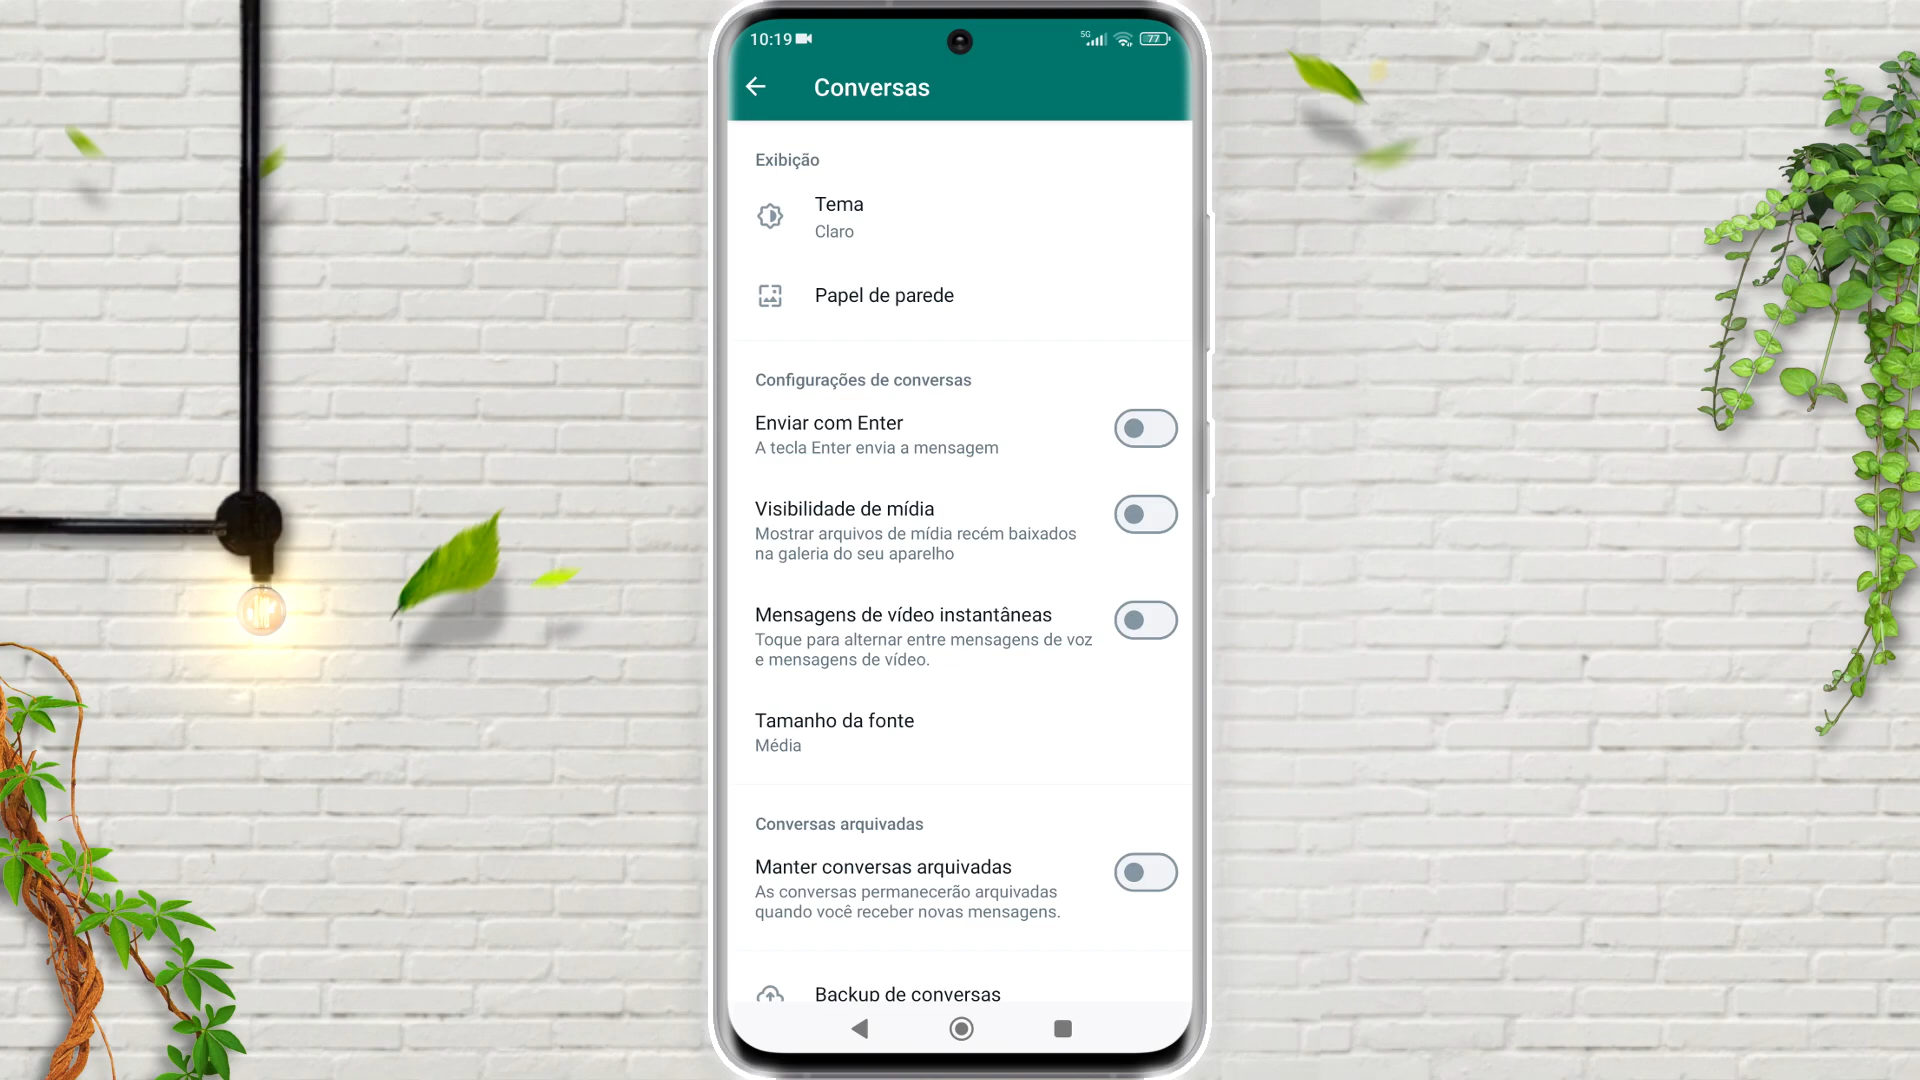 10:19
5G
77
Conversas
Exibição
Tema
Claro
Papel de parede
Configurações de conversas
Enviar com Enter
A tecla Enter envia a mensagem
Visibilidade de mídia
Mostrar arquivos de mídia recém baixados
na galeria do seu aparelho
Mensagens de vídeo instantâneas
Toque para alternar entre mensagens de voz
e mensagens de vídeo.
Tamanho da fonte
Média
Conversas arquivadas
Manter conversas arquivadas
As conversas permanecerão arquivadas
quando você receber novas mensagens.
Backup de conversas